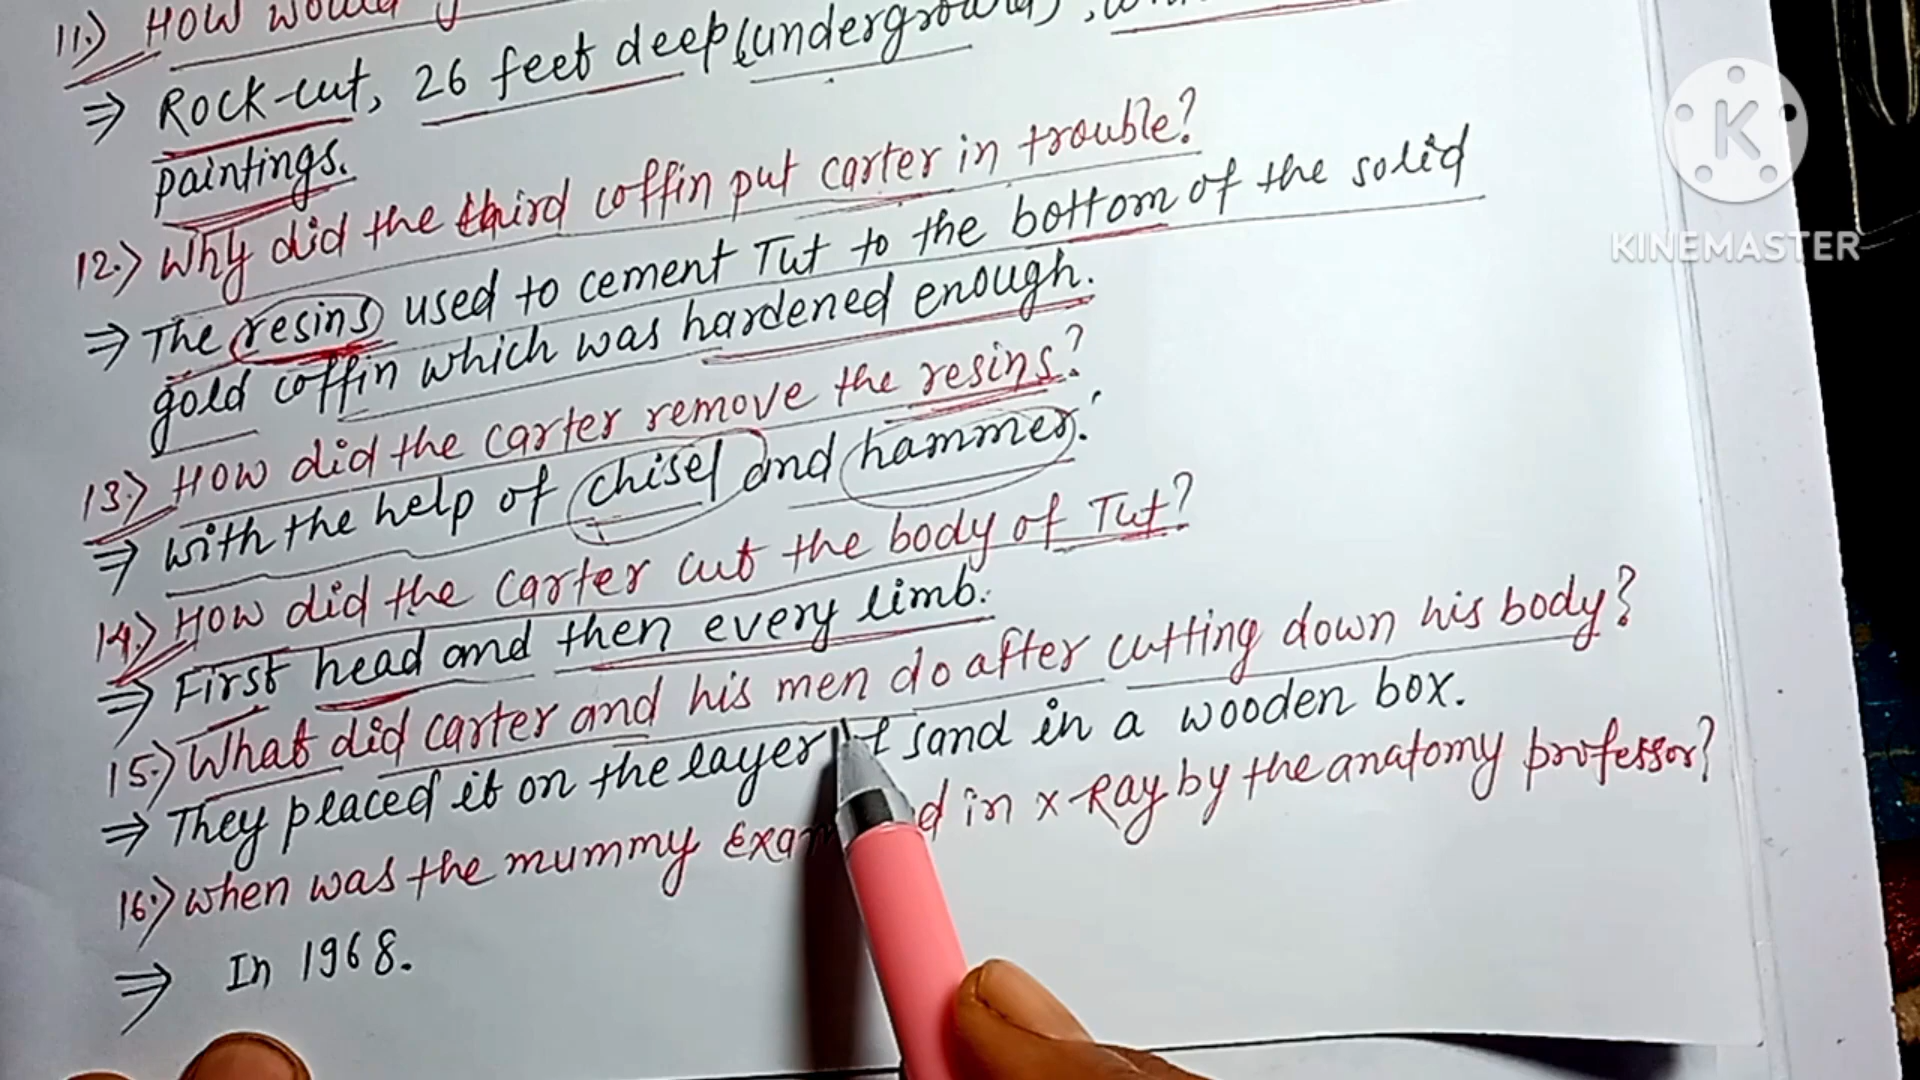 11.) How would
⇒ Rock-cut, 26 feet deep (underground),
paintings.
12.) Why did the third coffin put carter in trouble?
⇒ The resins used to cement Tut to the bottom of the solid
gold coffin which was hardened enough.
13.) How did the carter remove the resins?
⇒ with the help of chisel and hammer.
14.) How did the carter cut the body of Tut?
⇒ First head and then every limb.
15.) What did carter and his men do after cutting down his body?
⇒ They placed it on the layer of sand in a wooden box.
16.) when was the mummy in x-Ray by the anatomy professor?
⇒ In 1968.
K
KINEMASTER